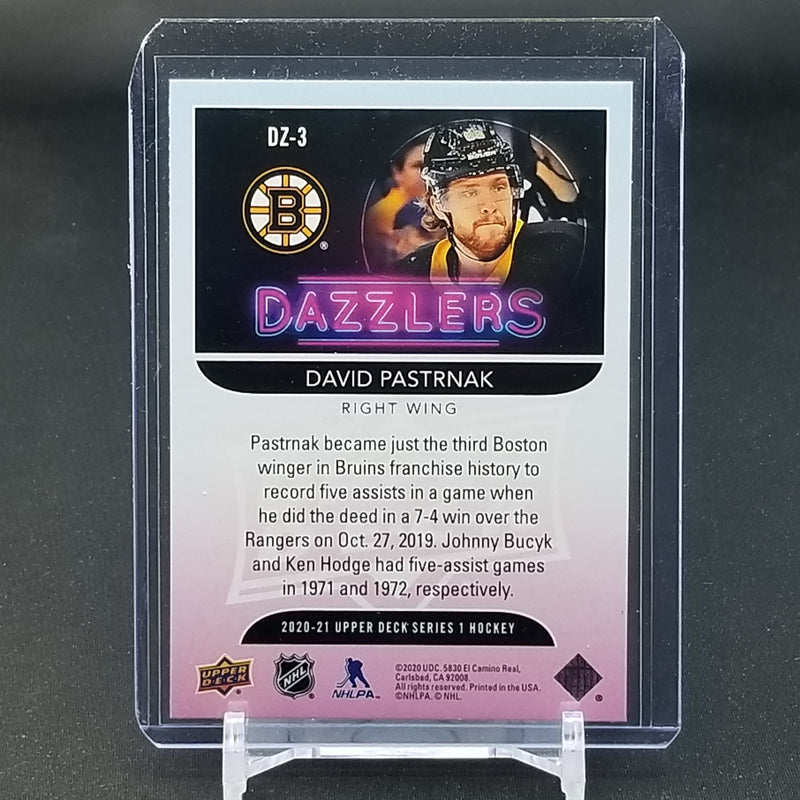 DZ-3
B
®
DAZZLERS
DAVID PASTRNAK
RIGHT WING
Pastrnak became just the third Boston
winger in Bruins franchise history to
record five assists in a game when
he did the deed in a 7-4 win over the
Rangers on Oct. 27, 2019. Johnny Bucyk
and Ken Hodge had five-assist games
in 1971 and 1972, respectively.
2020-21 UPPER DECK SERIES 1 HOCKEY
UPPER DECK
NHL
NHLPA
©2020 UDC. 5830 El Camino Real,
Carlsbad, CA 92008.
All rights reserved. Printed in the USA.
©NHLPA. © NHL.
®